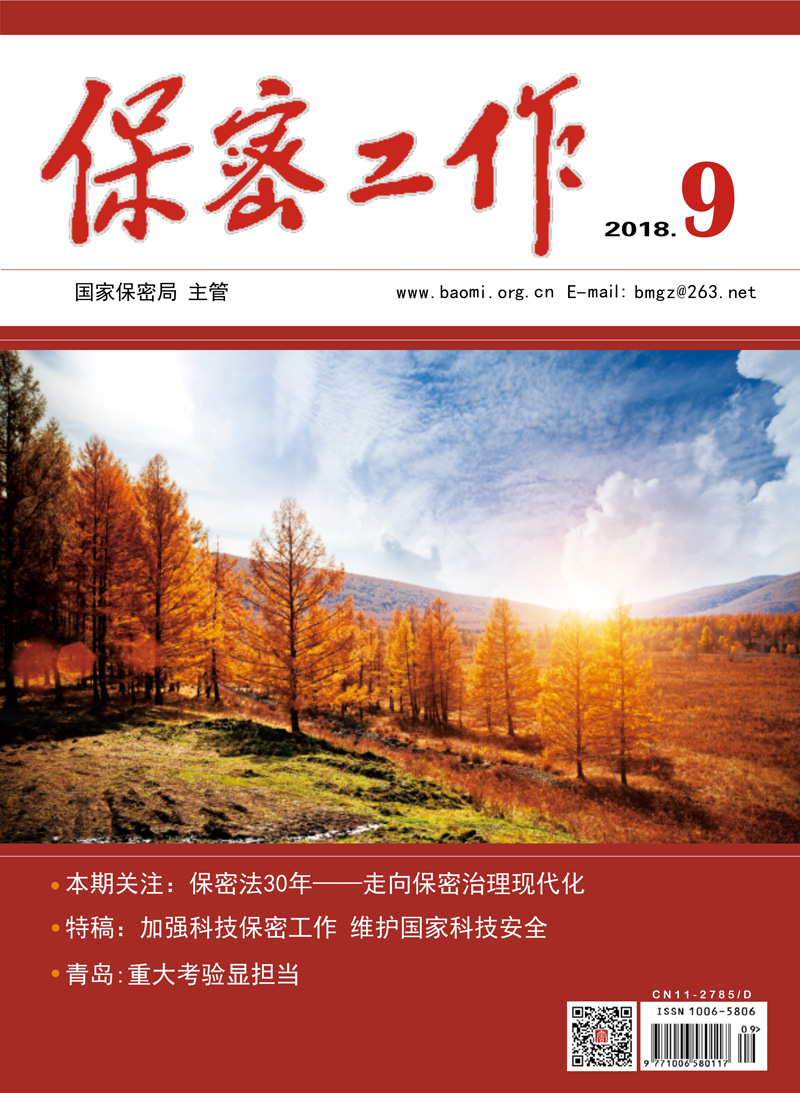 保密工作
2018.9
国家保密局 主管
www.baomi.org.cn E-mail: bmgz@263.net
·本期关注：保密法30年——走向保密治理现代化
·特稿：加强科技保密工作 维护国家科技安全
·青岛:重大考验显担当
CN11-2785/D
ISSN 1006-5806
09>
9 771006 580117